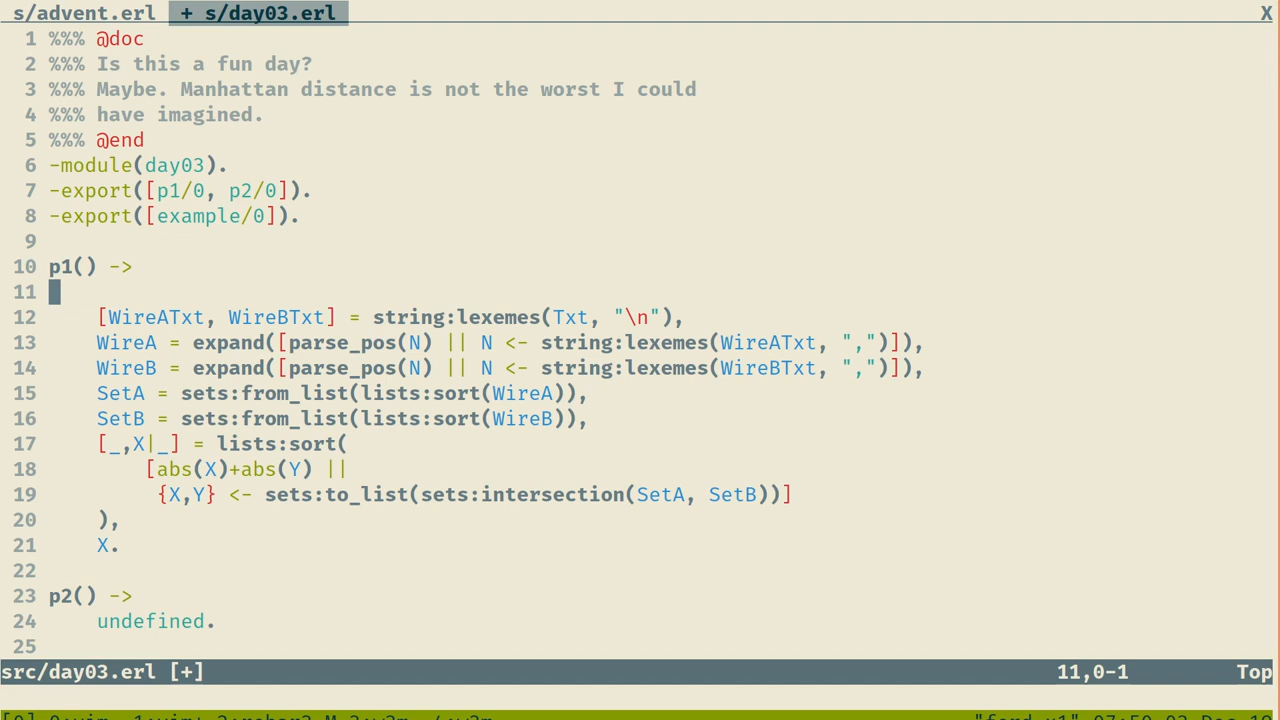 s/advent.erl + s/day03.erl X
1 %%% @doc
2 %%% Is this a fun day?
3 %%% Maybe. Manhattan distance is not the worst I could
4 %%% have imagined.
5 %%% @end
6 -module(day03).
7 -export([p1/0, p2/0]).
8 -export([example/0]).
9
10 p1() ->
11
12     [WireATxt, WireBTxt] = string:lexemes(Txt, "\n"),
13     WireA = expand([parse_pos(N) || N <- string:lexemes(WireATxt, ",")]),
14     WireB = expand([parse_pos(N) || N <- string:lexemes(WireBTxt, ",")]),
15     SetA = sets:from_list(lists:sort(WireA)),
16     SetB = sets:from_list(lists:sort(WireB)),
17     [_,X|_] = lists:sort(
18         [abs(X)+abs(Y) ||
19          {X,Y} <- sets:to_list(sets:intersection(SetA, SetB))]
20     ),
21     X.
22
23 p2() ->
24     undefined.
25
src/day03.erl [+] 11,0-1 Top